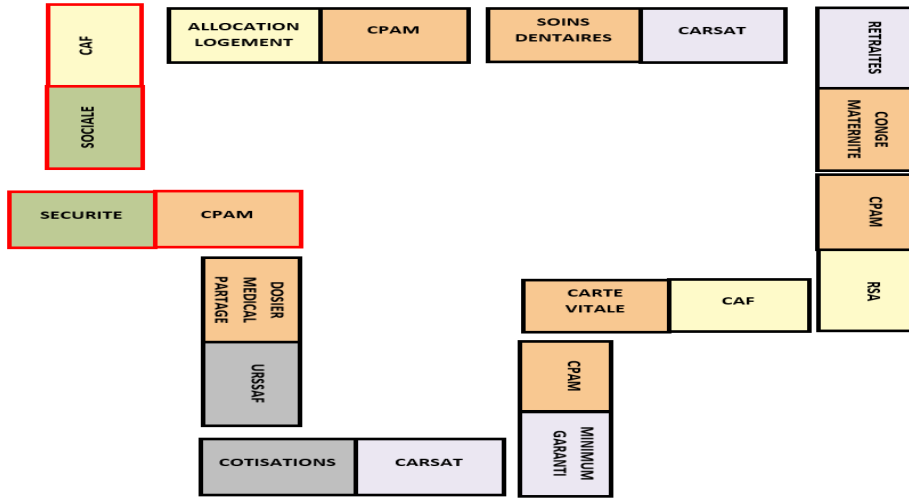 CAF
SOCIALE
ALLOCATION
LOGEMENT
CPAM
SOINS
DENTAIRES
CARSAT
RETRAITES
CONGE
MATERNITE
CPAM
RSA
SECURITE
CPAM
DOSIER
MEDICAL
PARTAGE
URSSAF
CARTE
VITALE
CAF
CPAM
MINIMUM
GARANTI
COTISATIONS
CARSAT